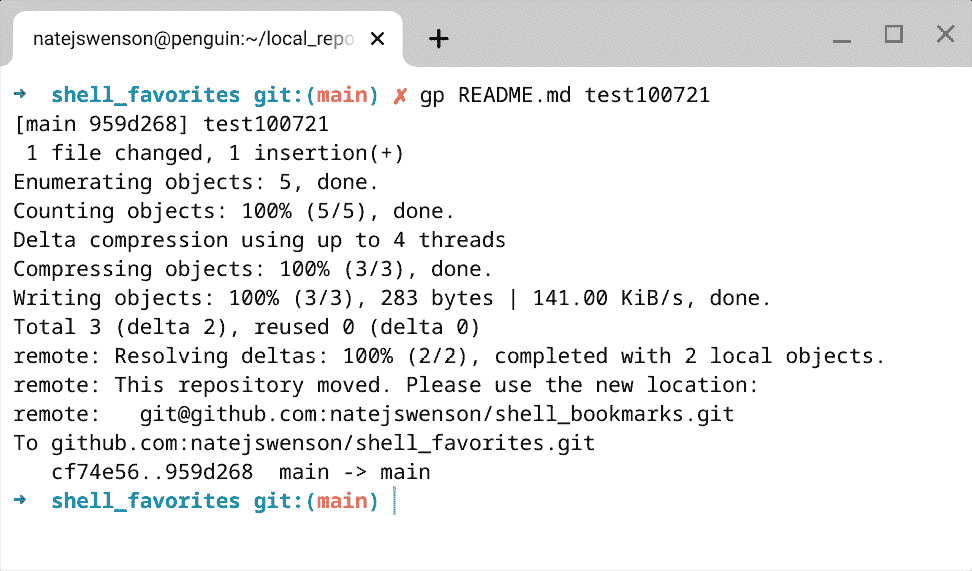 natejswenson@penguin:~/local_repo
➜ shell_favorites git:(main) ✗ gp README.md test100721
[main 959d268] test100721
1 file changed, 1 insertion(+)
Enumerating objects: 5, done.
Counting objects: 100% (5/5), done.
Delta compression using up to 4 threads
Compressing objects: 100% (3/3), done.
Writing objects: 100% (3/3), 283 bytes | 141.00 KiB/s, done.
Total 3 (delta 2), reused 0 (delta 0)
remote: Resolving deltas: 100% (2/2), completed with 2 local objects.
remote: This repository moved. Please use the new location:
remote:   git@github.com:natejswenson/shell_bookmarks.git
To github.com:natejswenson/shell_favorites.git
   cf74e56..959d268  main -> main
➜ shell_favorites git:(main)